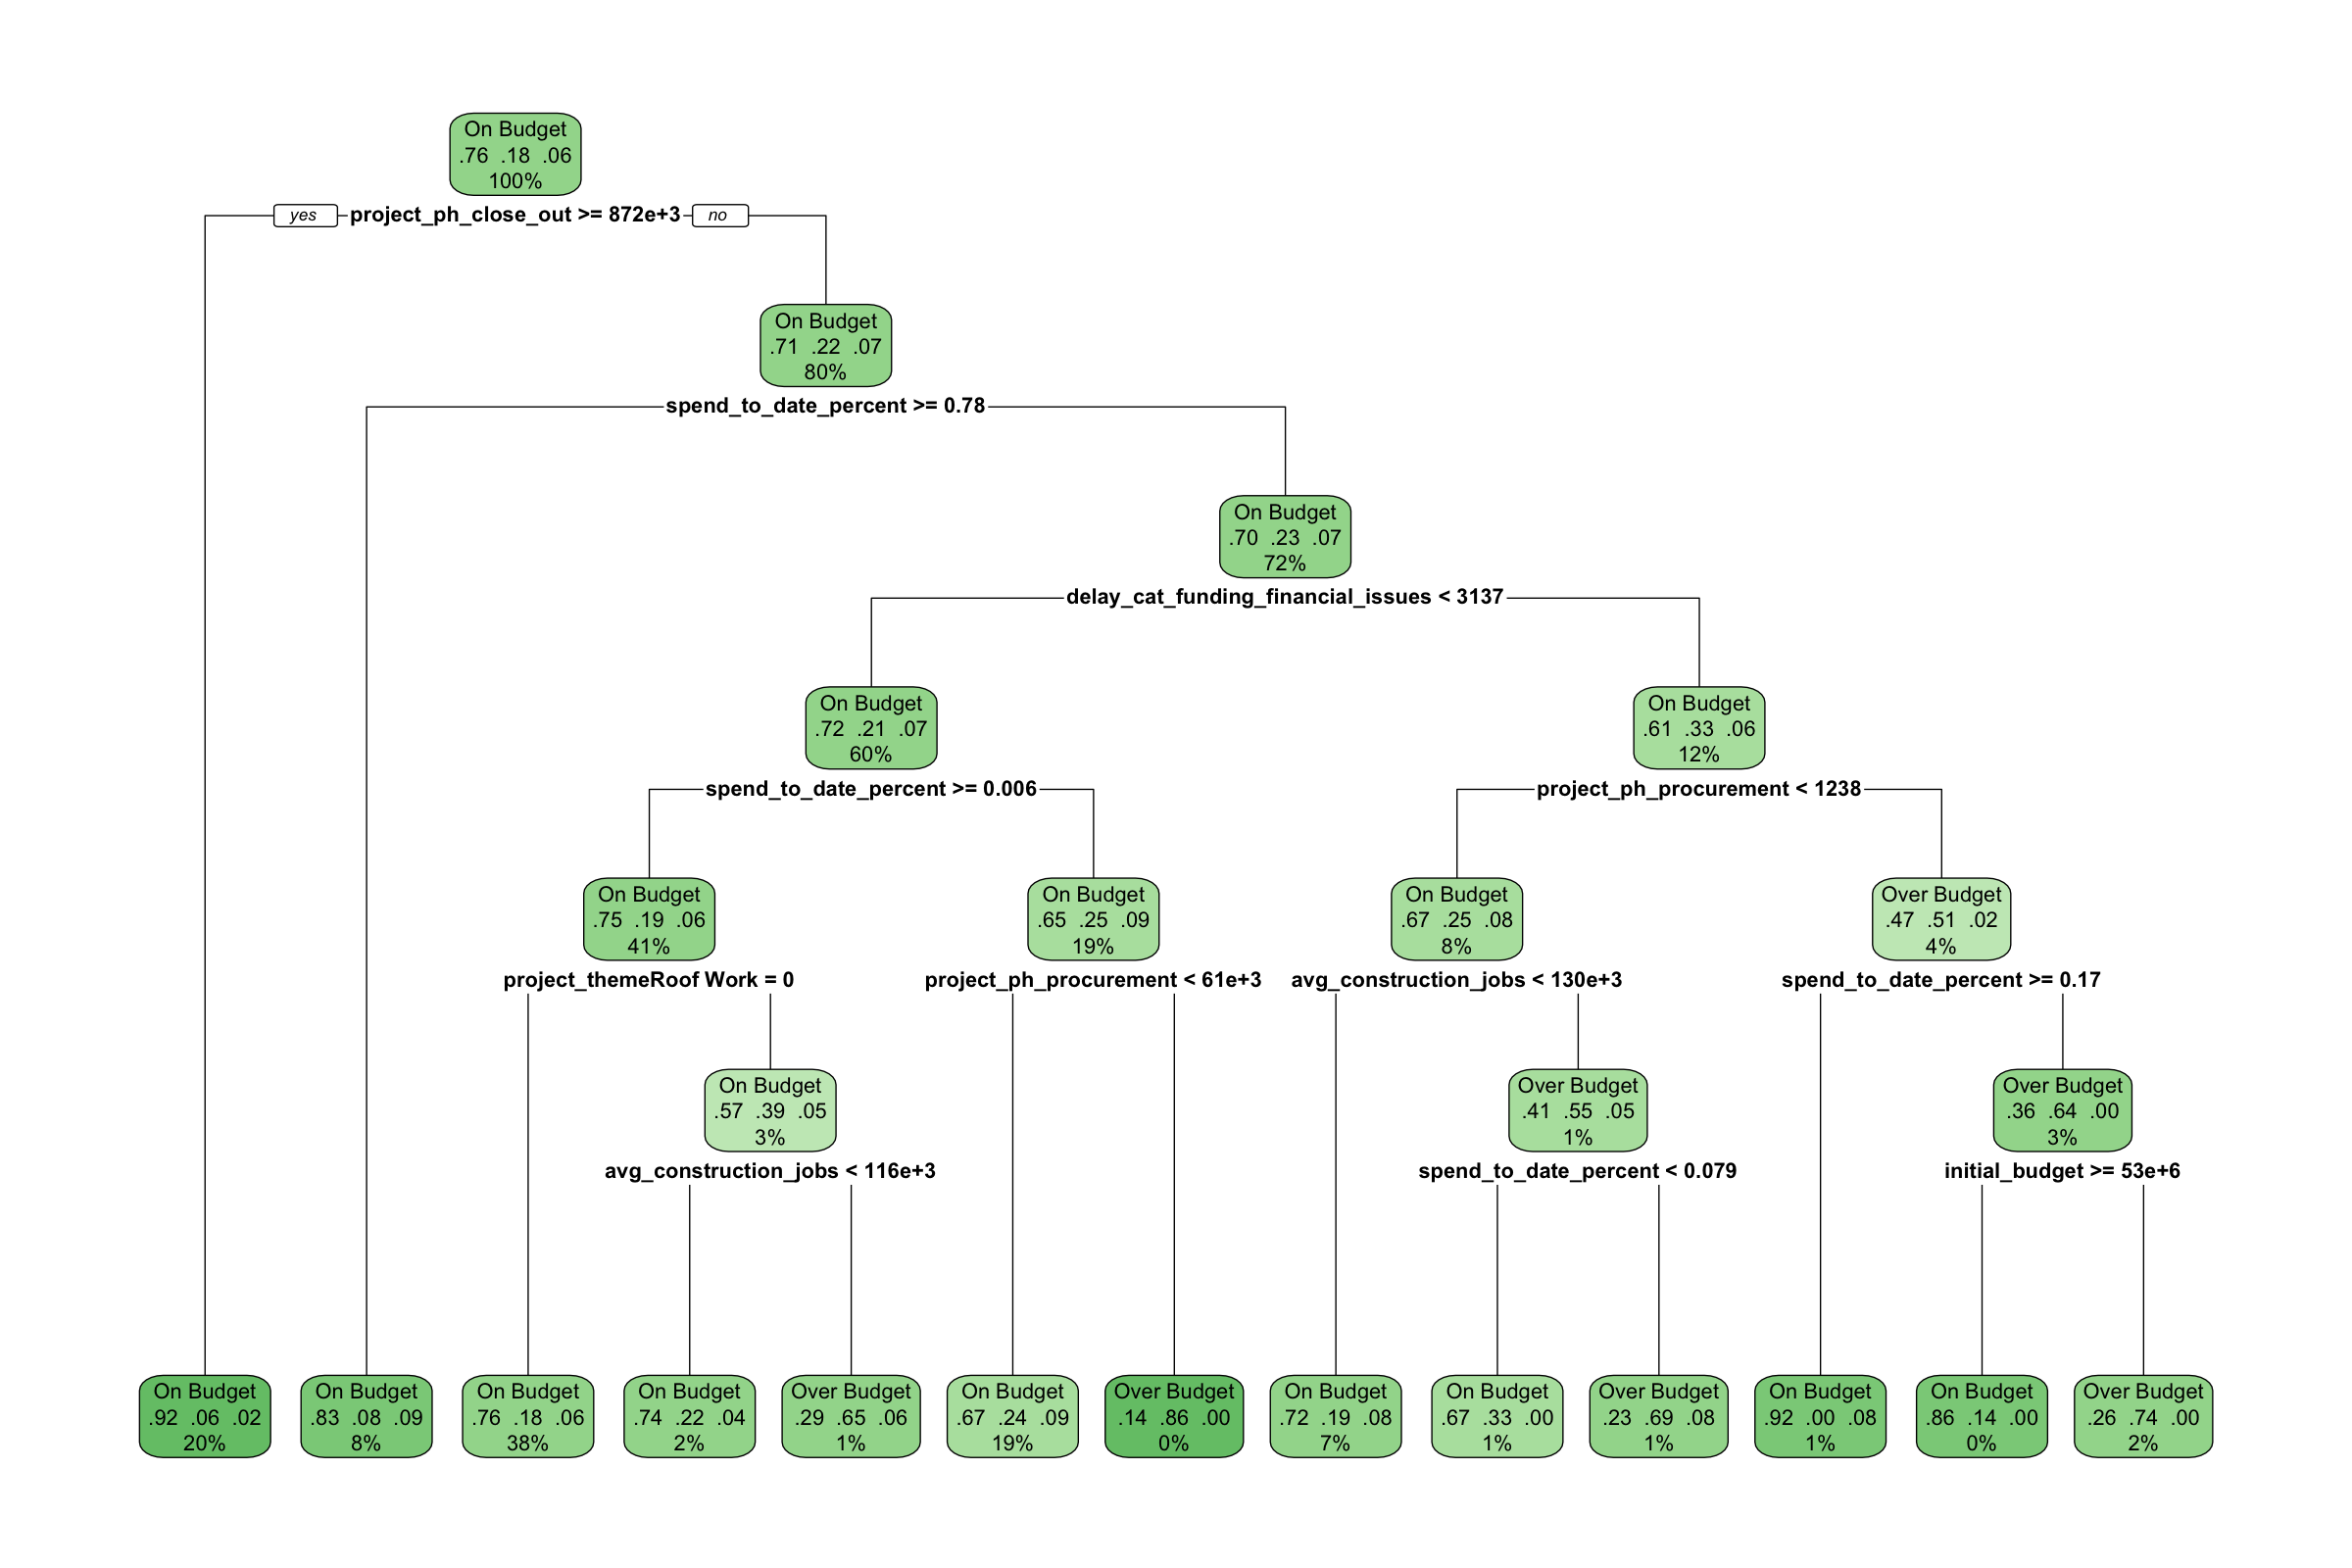 On Budget
.76 .18 .06
100%
yes project_ph_close_out >= 872e+3 no
On Budget
.71 .22 .07
80%
spend_to_date_percent >= 0.78
On Budget
.70 .23 .07
72%
delay_cat_funding_financial_issues < 3137
On Budget
.72 .21 .07
60%
On Budget
.61 .33 .06
12%
spend_to_date_percent >= 0.006
project_ph_procurement < 1238
On Budget
.75 .19 .06
41%
On Budget
.65 .25 .09
19%
On Budget
.67 .25 .08
8%
Over Budget
.47 .51 .02
4%
project_themeRoof Work = 0
project_ph_procurement < 61e+3
avg_construction_jobs < 130e+3
spend_to_date_percent >= 0.17
On Budget
.57 .39 .05
3%
Over Budget
.41 .55 .05
1%
Over Budget
.36 .64 .00
3%
avg_construction_jobs < 116e+3
spend_to_date_percent < 0.079
initial_budget >= 53e+6
On Budget
.92 .06 .02
20%
On Budget
.83 .08 .09
8%
On Budget
.76 .18 .06
38%
On Budget
.74 .22 .04
2%
Over Budget
.29 .65 .06
1%
On Budget
.67 .24 .09
19%
Over Budget
.14 .86 .00
0%
On Budget
.72 .19 .08
7%
On Budget
.67 .33 .00
1%
Over Budget
.23 .69 .08
1%
On Budget
.92 .00 .08
1%
On Budget
.86 .14 .00
0%
Over Budget
.26 .74 .00
2%